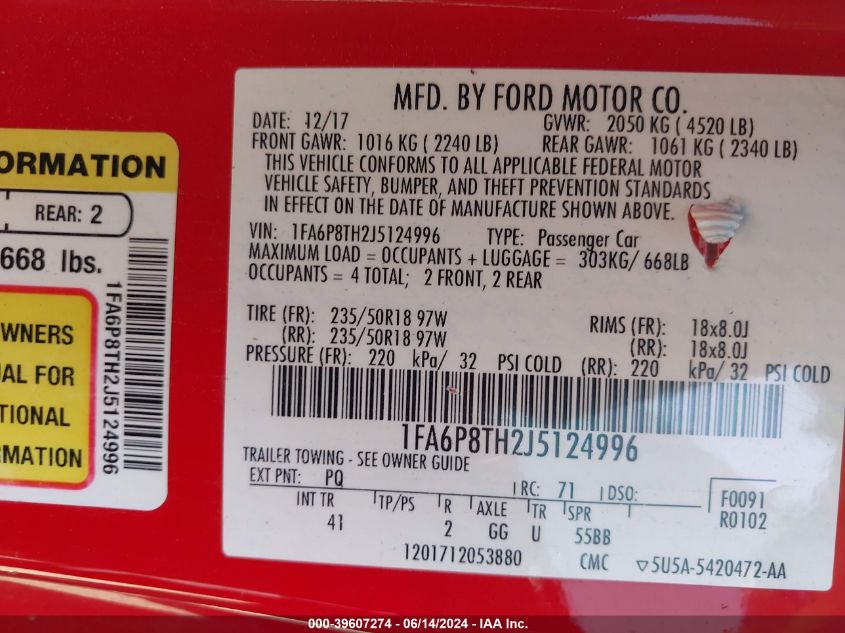 ORMATION
REAR: 2
668 lbs.
1FA6P8TH2J5124996
WNERS
AL FOR
TIONAL
RMATION
MFD. BY FORD MOTOR CO.
DATE: 12/17 GVWR: 2050 KG ( 4520 LB)
FRONT GAWR: 1016 KG ( 2240 LB) REAR GAWR: 1061 KG ( 2340 LB)
THIS VEHICLE CONFORMS TO ALL APPLICABLE FEDERAL MOTOR
VEHICLE SAFETY, BUMPER, AND THEFT PREVENTION STANDARDS
IN EFFECT ON THE DATE OF MANUFACTURE SHOWN ABOVE.
VIN: 1FA6P8TH2J5124996 TYPE: Passenger Car
MAXIMUM LOAD = OCCUPANTS + LUGGAGE = 303KG/ 668LB
OCCUPANTS = 4 TOTAL; 2 FRONT, 2 REAR
TIRE (FR): 235/50R18 97W RIMS (FR): 18x8.0J
(RR): 235/50R18 97W (RR): 18x8.0J
PRESSURE (FR): 220 kPa/ 32 PSI COLD (RR): 220 kPa/ 32 PSI COLD
1FA6P8TH2J5124996
TRAILER TOWING - SEE OWNER GUIDE
EXT PNT: PQ RC: 71 DSO: F0091
INT TR TP/PS R AXLE TR SPR R0102
41 2 GG U 55BB
1201712053880 CMC ▽5U5A-5420472-AA
000-39607274 - 06/14/2024 - IAA Inc.